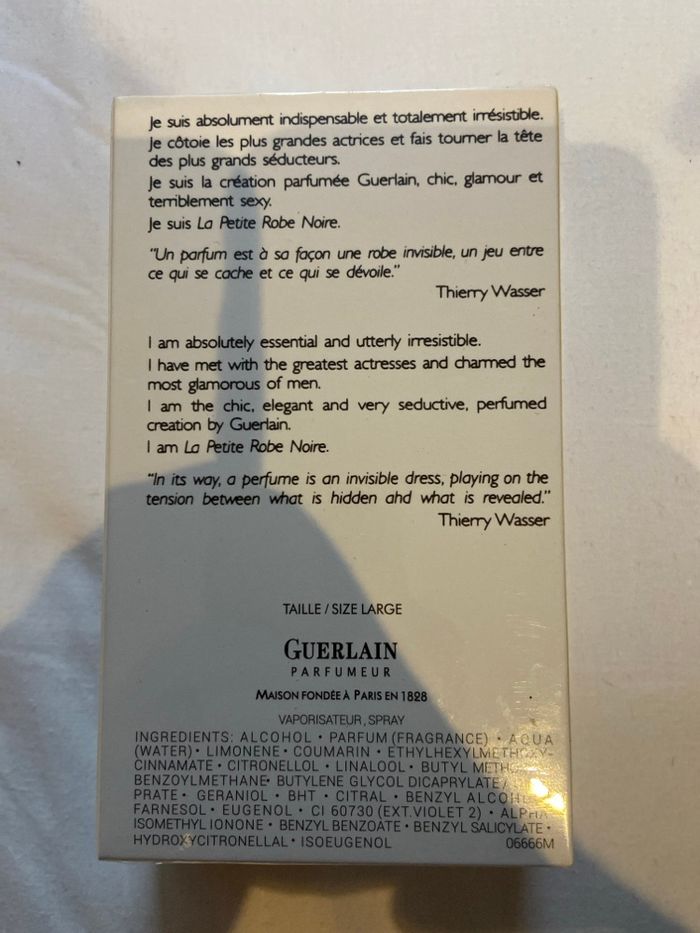 Je suis absolument indispensable et totalement irrésistible.
Je côtoie les plus grandes actrices et fais tourner la tête
des plus grands séducteurs.
Je suis la création parfumée Guerlain, chic, glamour et
terriblement sexy.
Je suis La Petite Robe Noire.
"Un parfum est à sa façon une robe invisible, un jeu entre
ce qui se cache et ce qui se dévoile."
Thierry Wasser
I am absolutely essential and utterly irresistible.
I have met with the greatest actresses and charmed the
most glamorous of men.
I am the chic, elegant and very seductive, perfumed
creation by Guerlain.
I am La Petite Robe Noire.
"In its way, a perfume is an invisible dress, playing on the
tension between what is hidden ahd what is revealed."
Thierry Wasser
TAILLE / SIZE LARGE
GUERLAIN
PARFUMEUR
MAISON FONDÉE À PARIS EN 1828
VAPORISATEUR, SPRAY
INGREDIENTS: ALCOHOL • PARFUM (FRAGRANCE) • AQUA
(WATER) • LIMONENE • COUMARIN • ETHYLHEXYLMETHOXY-
CINNAMATE • CITRONELLOL • LINALOOL • BUTYL
BENZOYLMETHANE • BUTYLENE GLYCOL DICAPRYLATE /
PRATE • GERANIOL • BHT • CITRAL • BENZYL ALCOHOL
FARNESOL • EUGENOL • CI 60730 (EXT.VIOLET 2) • ALPHA
ISOMETHYL IONONE • BENZYL BENZOATE • BENZYL SALICYLATE •
HYDROXYCITRONELLAL • ISOEUGENOL 06666M